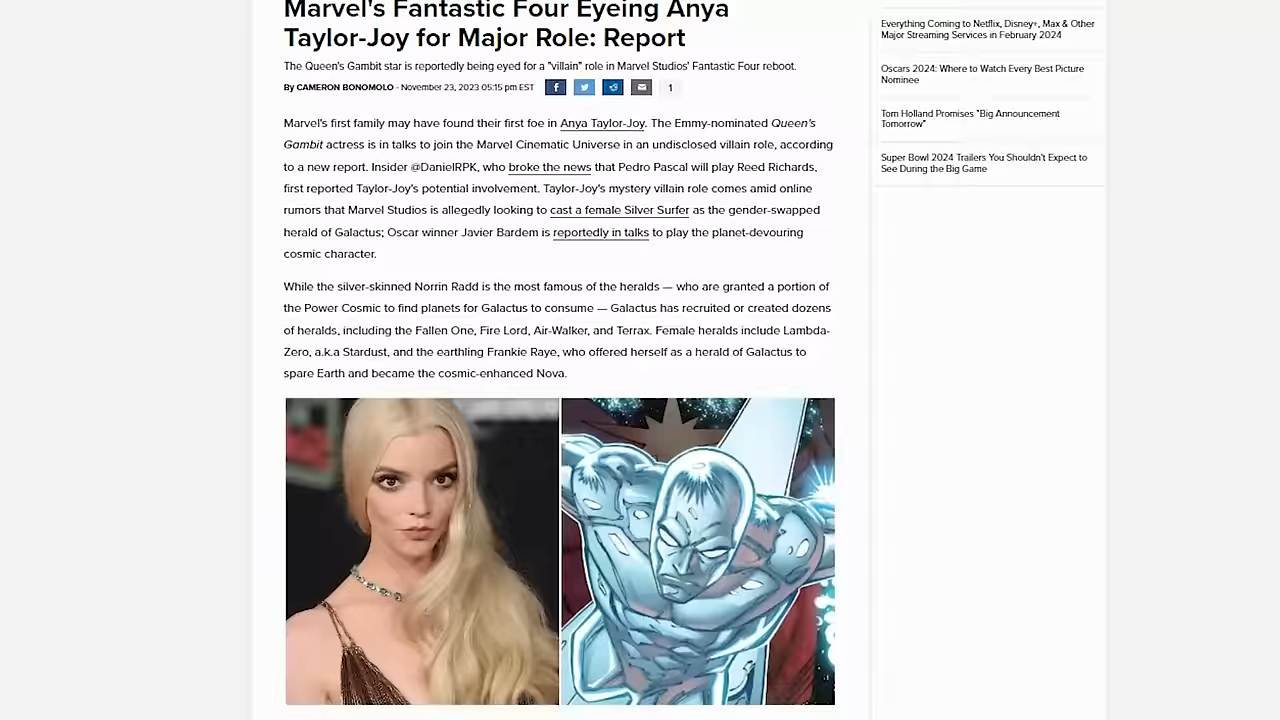 Marvel's Fantastic Four Eyeing Anya
Taylor-Joy for Major Role: Report
The Queen's Gambit star is reportedly being eyed for a "villain" role in Marvel Studios' Fantastic Four reboot.
By CAMERON BONOMOLO - November 23, 2023 05:15 pm EST
f
1
Marvel's first family may have found their first foe in Anya Taylor-Joy. The Emmy-nominated Queen's
Gambit actress is in talks to join the Marvel Cinematic Universe in an undisclosed villain role, according
to a new report. Insider @DanielRPK, who broke the news that Pedro Pascal will play Reed Richards,
first reported Taylor-Joy's potential involvement. Taylor-Joy's mystery villain role comes amid online
rumors that Marvel Studios is allegedly looking to cast a female Silver Surfer as the gender-swapped
herald of Galactus; Oscar winner Javier Bardem is reportedly in talks to play the planet-devouring
cosmic character.
While the silver-skinned Norrin Radd is the most famous of the heralds — who are granted a portion of
the Power Cosmic to find planets for Galactus to consume — Galactus has recruited or created dozens
of heralds, including the Fallen One, Fire Lord, Air-Walker, and Terrax. Female heralds include Lambda-
Zero, a.k.a Stardust, and the earthling Frankie Raye, who offered herself as a herald of Galactus to
spare Earth and became the cosmic-enhanced Nova.
Everything Coming to Netflix, Disney+, Max & Other
Major Streaming Services in February 2024
Oscars 2024: Where to Watch Every Best Picture
Nominee
Tom Holland Promises "Big Announcement
Tomorrow"
Super Bowl 2024 Trailers You Shouldn't Expect to
See During the Big Game